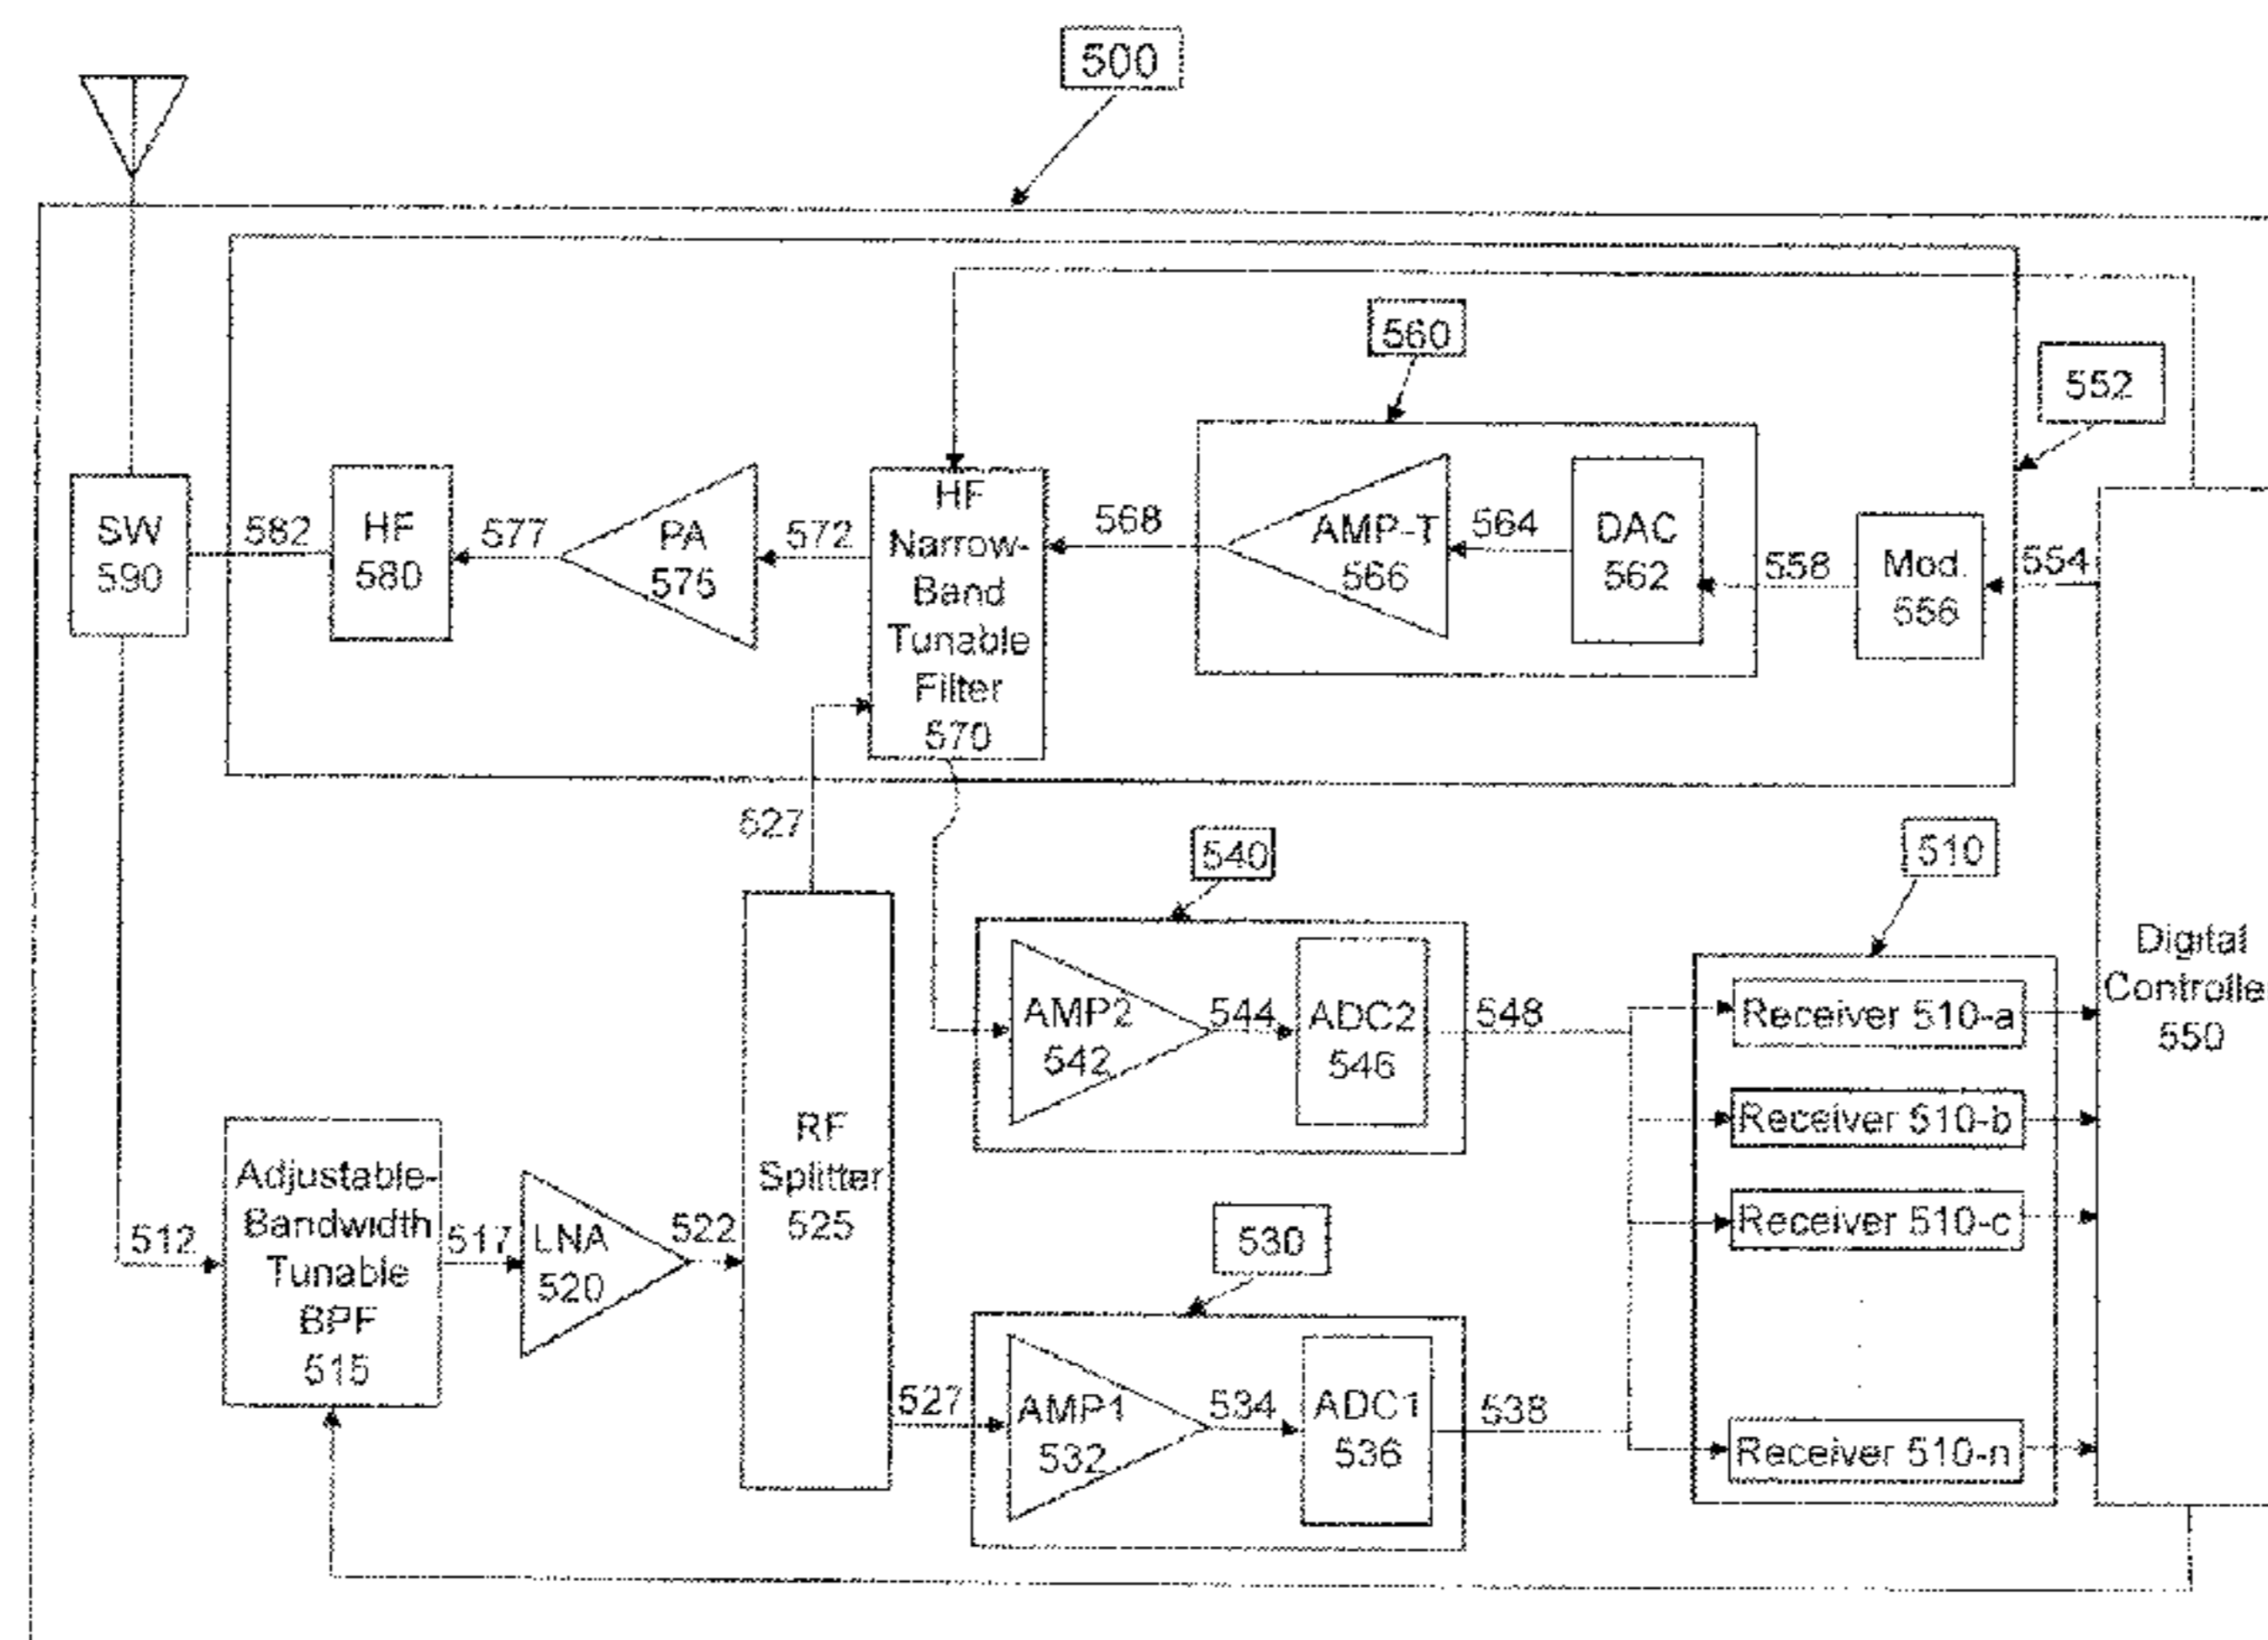 500
560
552
SW
590
582
HF
580
577
PA
575
572
HF
Narrow-
Band
Tunable
Filter
570
568
AMP-T
566
564
DAC
562
558
Mod.
556
554
527
540
510
AMP2
542
544
ADC2
546
548
Receiver 510-a
Receiver 510-b
Receiver 510-c
Receiver 510-n
Digital
Controlle
550
512
Adjustable-
Bandwidth
Tunable
BPF
515
517
LNA
520
522
RF
Splitter
525
530
527
AMP1
532
534
ADC1
536
538